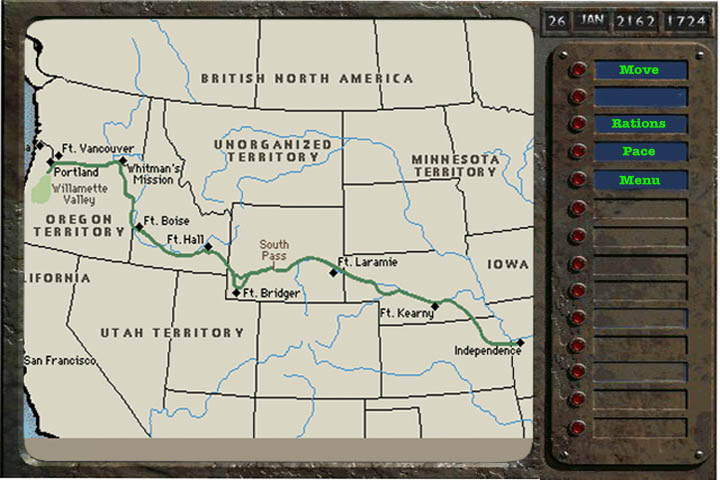 26 JAN 2162 1724
Move
Rations
Pace
Menu
BRITISH NORTH AMERICA
UNORGANIZED
TERRITORY
MINNESOTA
TERRITORY
a
Ft. Vancouver
Portland
Whitman's
Mission
Willamette
Valley
OREGON
TERRITORY
Ft. Boise
Ft. Hall
South
Pass
Ft. Laramie
IOWA
LIFORNIA
Ft. Bridger
Ft. Kearny
UTAH TERRITORY
Independence
San Francisco